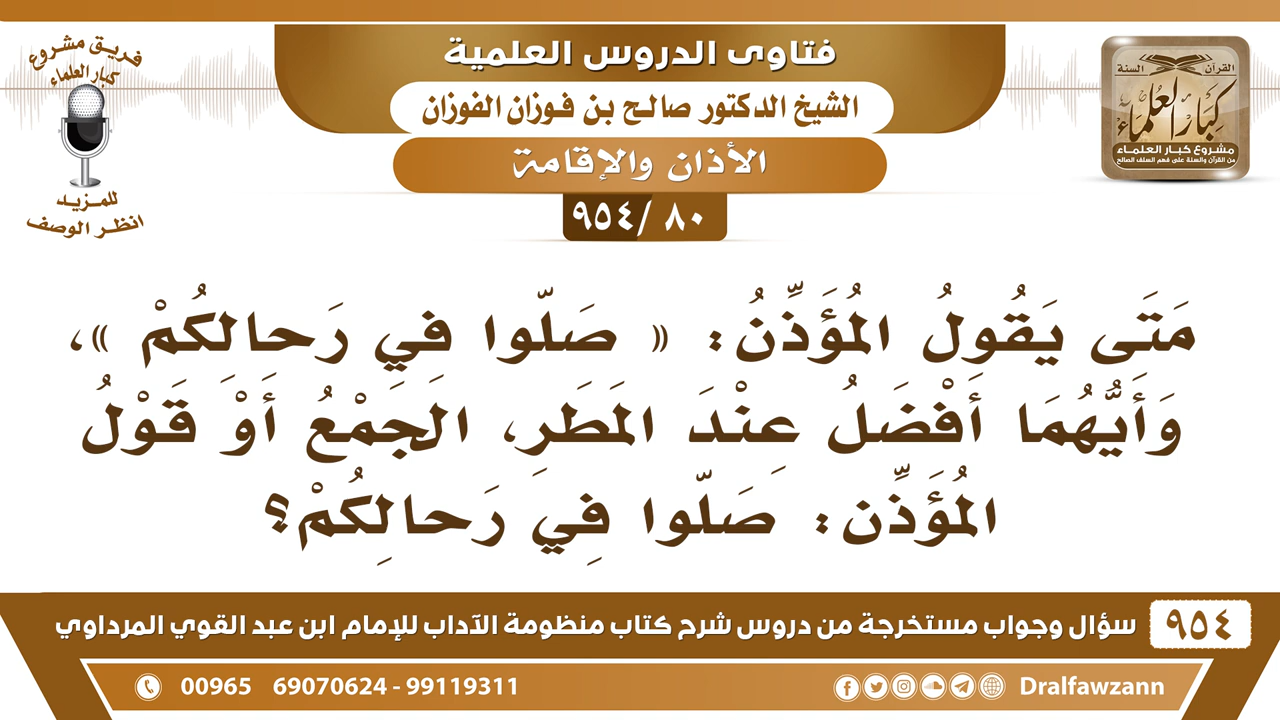 فتاوى الدروس العلمية
الشيخ الدكتور صالح بن فوزان الفوزان
الأذان والإقامة
٩٥٤/ ٨٠
فريق مشروع
كبار العلماء
للمزيد
انظر الوصف
القرآن السنة
كبار العلماء
مشروع كبار العلماء
من القرآن والسنة على فهم السلف الصالح
مَتَى يَقُولُ المُؤَذِّنُ: « صَلّوا فِي رَحالكُمْ »،
وَأَيُّهُمَا أَفْضَلُ عِنْدَ المَطَرِ، الجَمْعُ أَوْ قَوْلُ
المُؤَذِّن: صَلّوا فِي رَحالِكُمْ؟
٩٥٤ سؤال وجواب مستخرجة من دروس شرح كتاب منظومة الآداب للإمام ابن عبد القوي المرداوي
00965 69070624 - 99119311
Dralfawzann